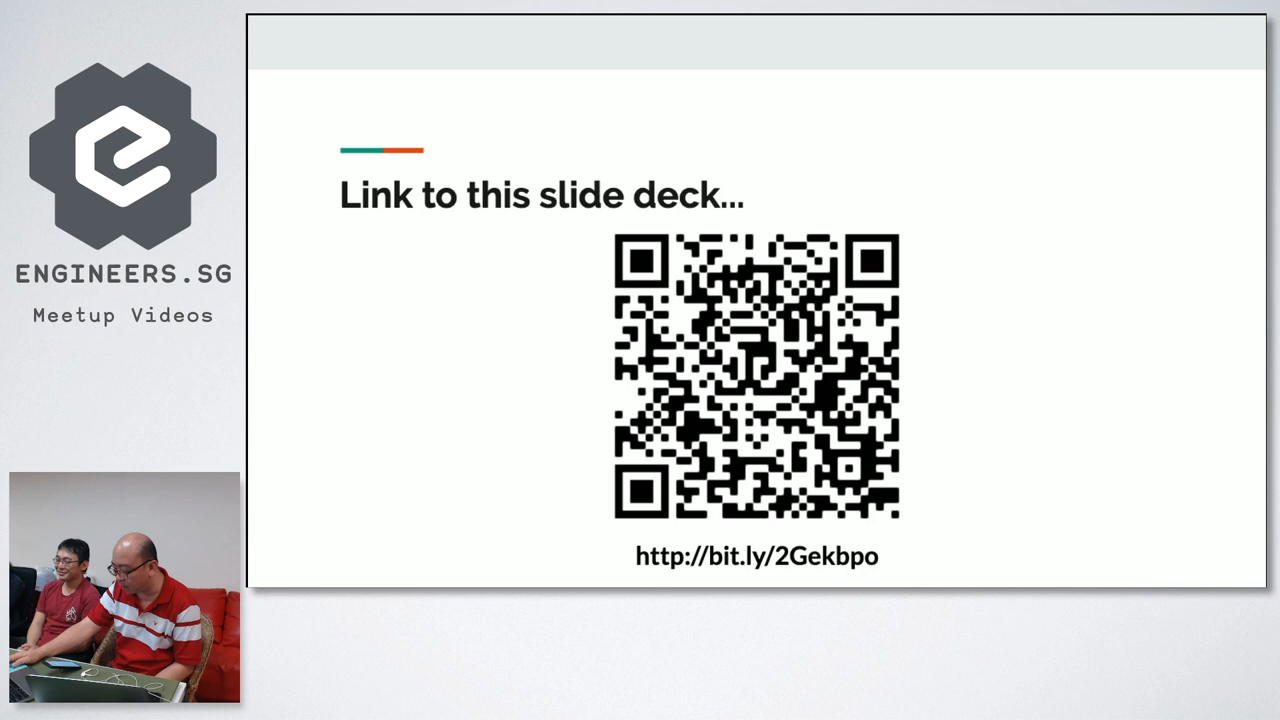 ENGINEERS.SG
Meetup Videos
Link to this slide deck...
http://bit.ly/2Gekbpo